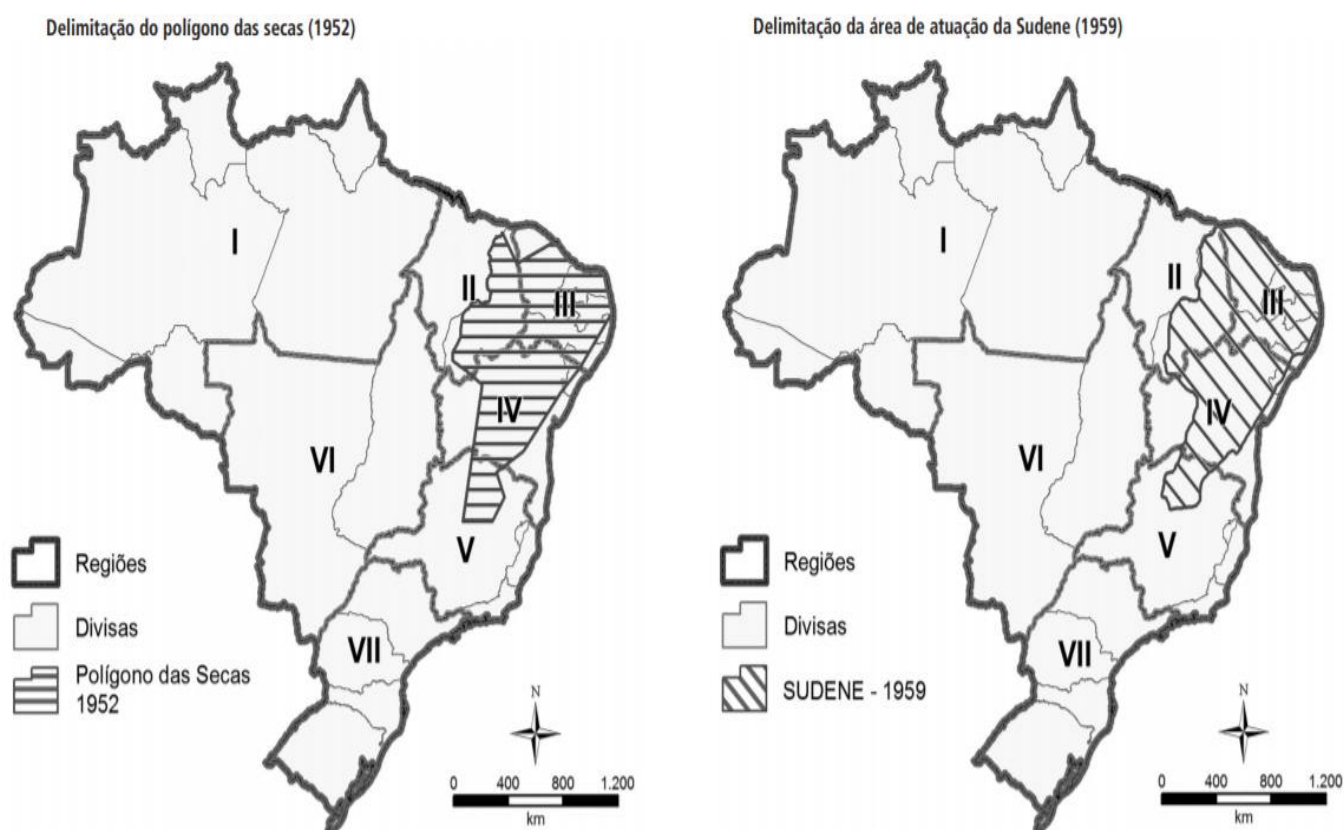 Delimitação do polígono das secas (1952)
I
II
III
IV
VI
V
VII
Regiões
Divisas
Polígono das Secas
1952
N
0 400 800 1.200
km
Delimitação da área de atuação da Sudene (1959)
I
II
III
IV
VI
V
VII
Regiões
Divisas
SUDENE - 1959
N
0 400 800 1.200
km